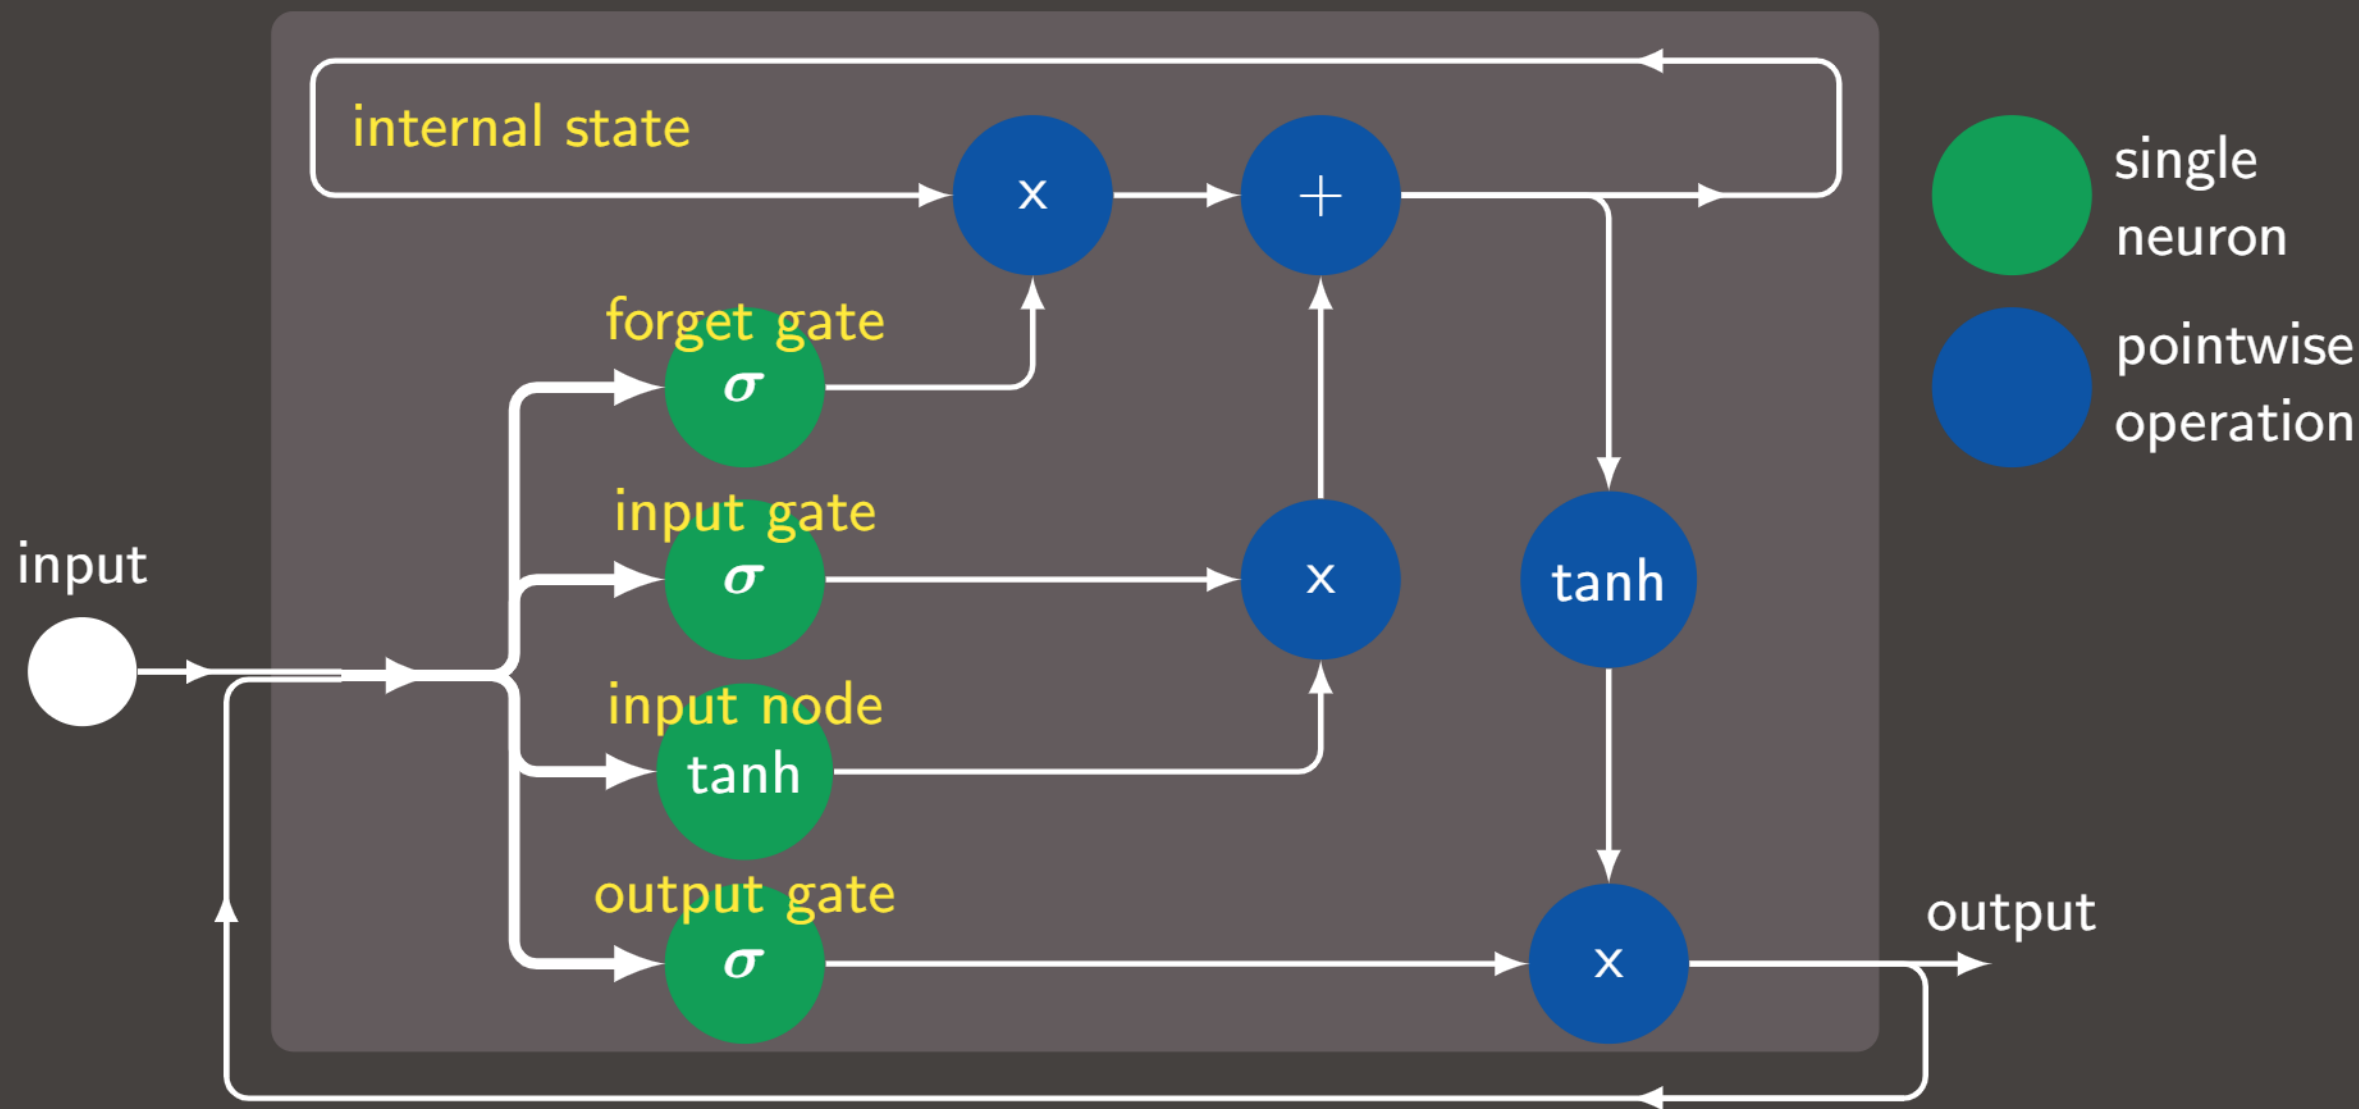 internal state
x
+
single
neuron
forget gate
σ
pointwise
operation
input gate
σ
x
tanh
input
input node
tanh
output gate
σ
x
output